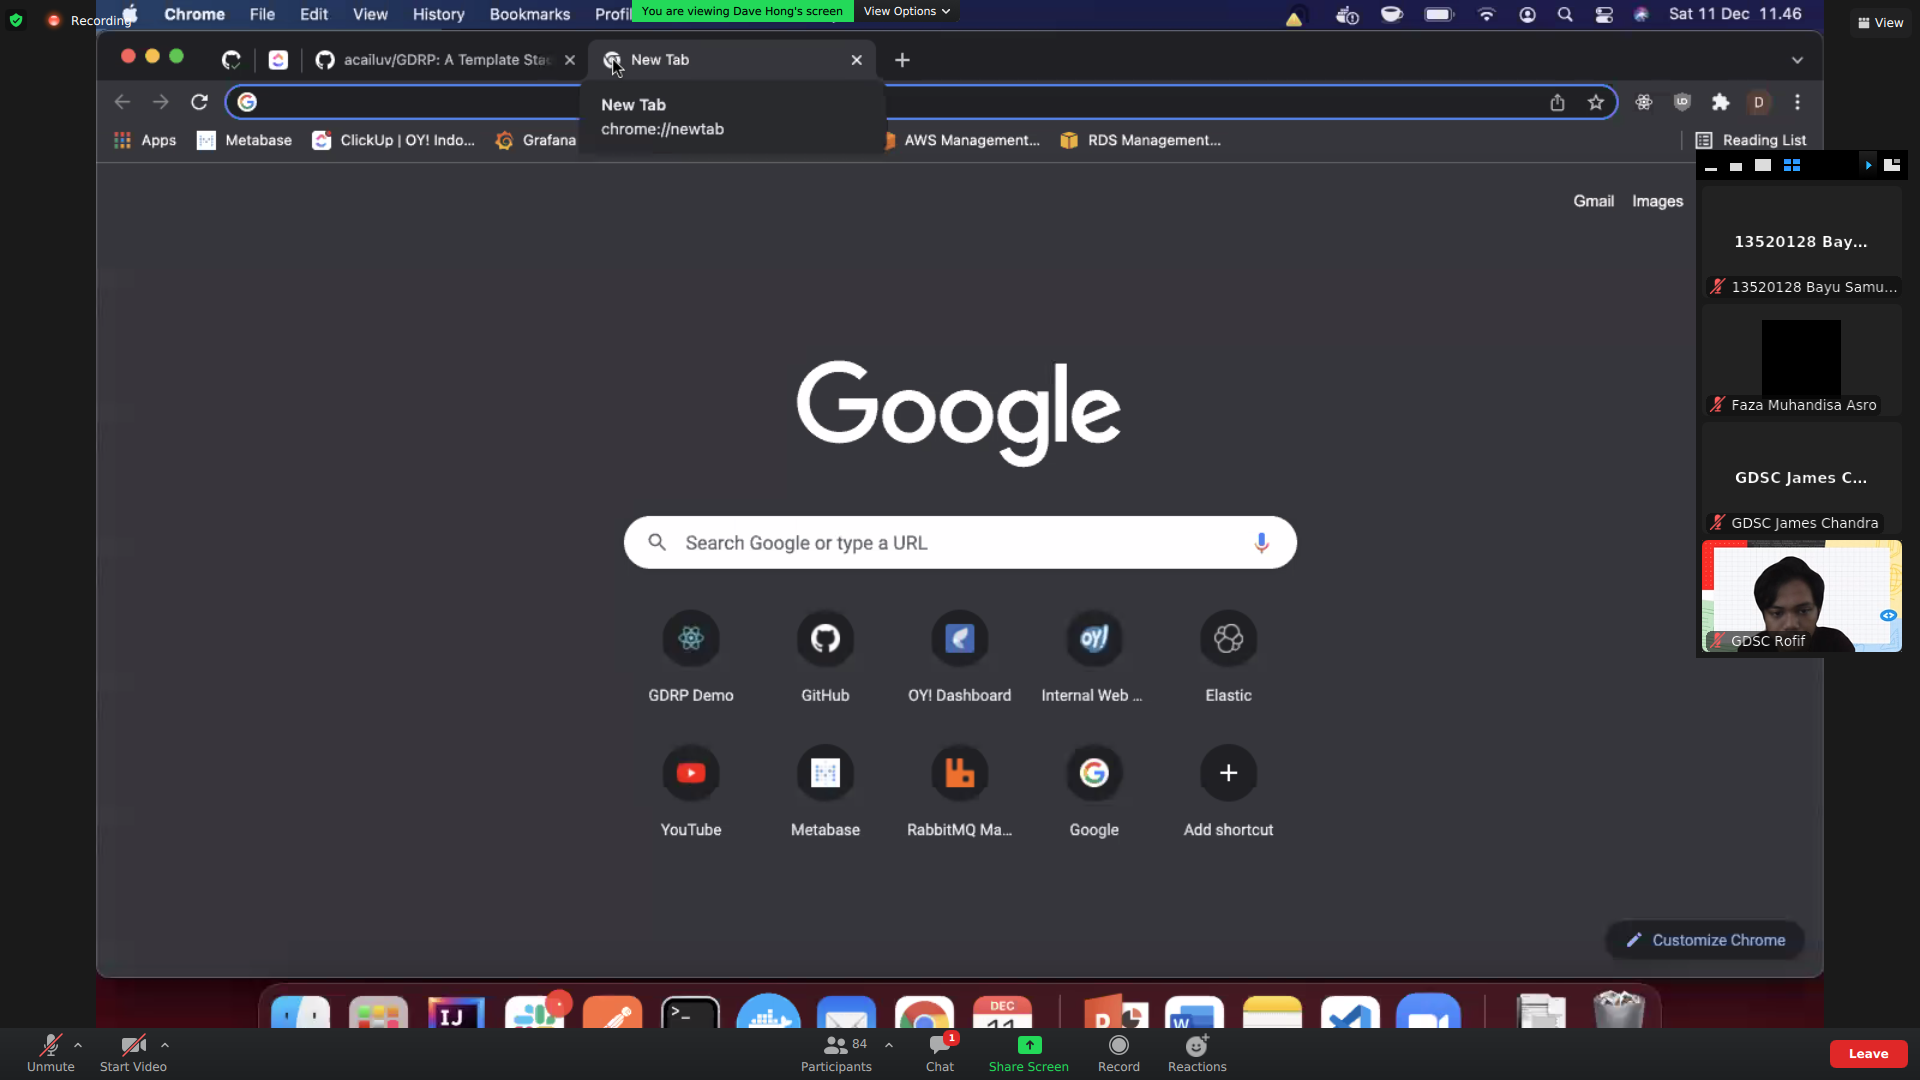 Recording
Chrome File Edit View History Bookmarks Profi
You are viewing Dave Hong's screen View Options
Sat 11 Dec 11.46
View
acailuv/GDRP: A Template Sta
New Tab
New Tab
chrome://newtab
D
Apps Metabase ClickUp | OY! Indo... Grafana AWS Management... RDS Management... Reading List
Gmail Images
13520128 Bay...
13520128 Bayu Samu...
Faza Muhandisa Asro
GDSC James C...
GDSC James Chandra
GDSC Rofif
Google
Search Google or type a URL
oy!
GDRP Demo GitHub OY! Dashboard Internal Web ... Elastic
YouTube Metabase RabbitMQ Ma... Google Add shortcut
Customize Chrome
IJ
>_
DEC
11
P
W
Unmute Start Video
84
Participants
1
Chat Share Screen Record Reactions
Leave